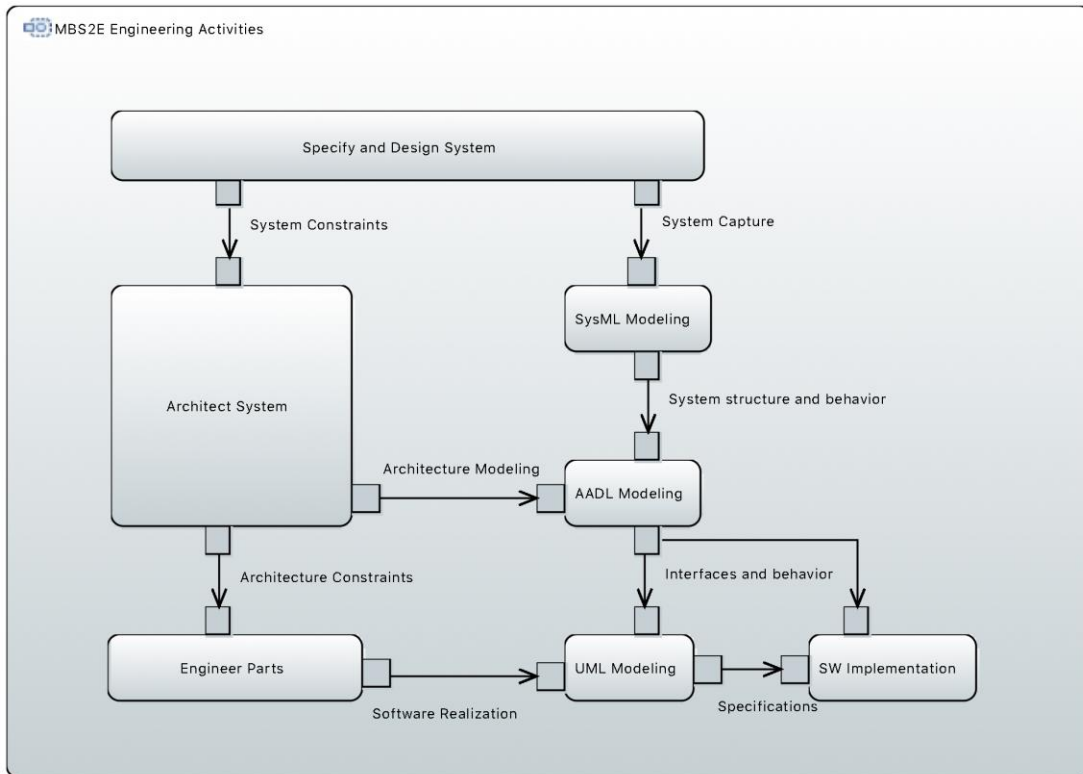 MBS2E Engineering Activities
Specify and Design System
System Constraints
System Capture
SysML Modeling
Architect System
System structure and behavior
Architecture Modeling
AADL Modeling
Architecture Constraints
Interfaces and behavior
Engineer Parts
UML Modeling
SW Implementation
Software Realization
Specifications